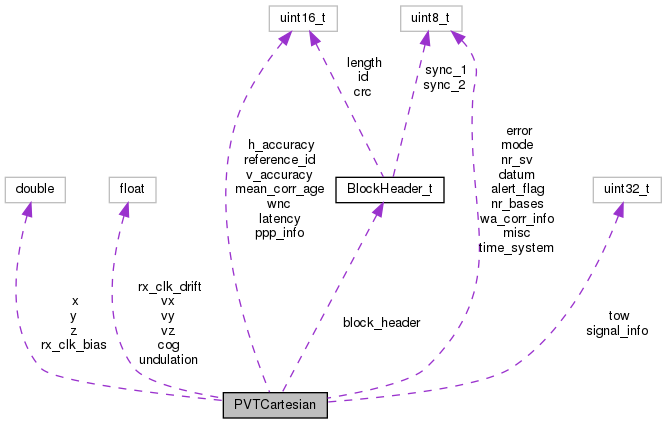 uint16_t
uint8_t
length
id
crc
sync_1
sync_2
h_accuracy
reference_id
v_accuracy
mean_corr_age
wnc
latency
ppp_info
error
mode
nr_sv
datum
alert_flag
nr_bases
wa_corr_info
misc
time_system
double
float
BlockHeader_t
uint32_t
x
y
z
rx_clk_bias
rx_clk_drift
vx
vy
vz
cog
undulation
block_header
tow
signal_info
PVTCartesian